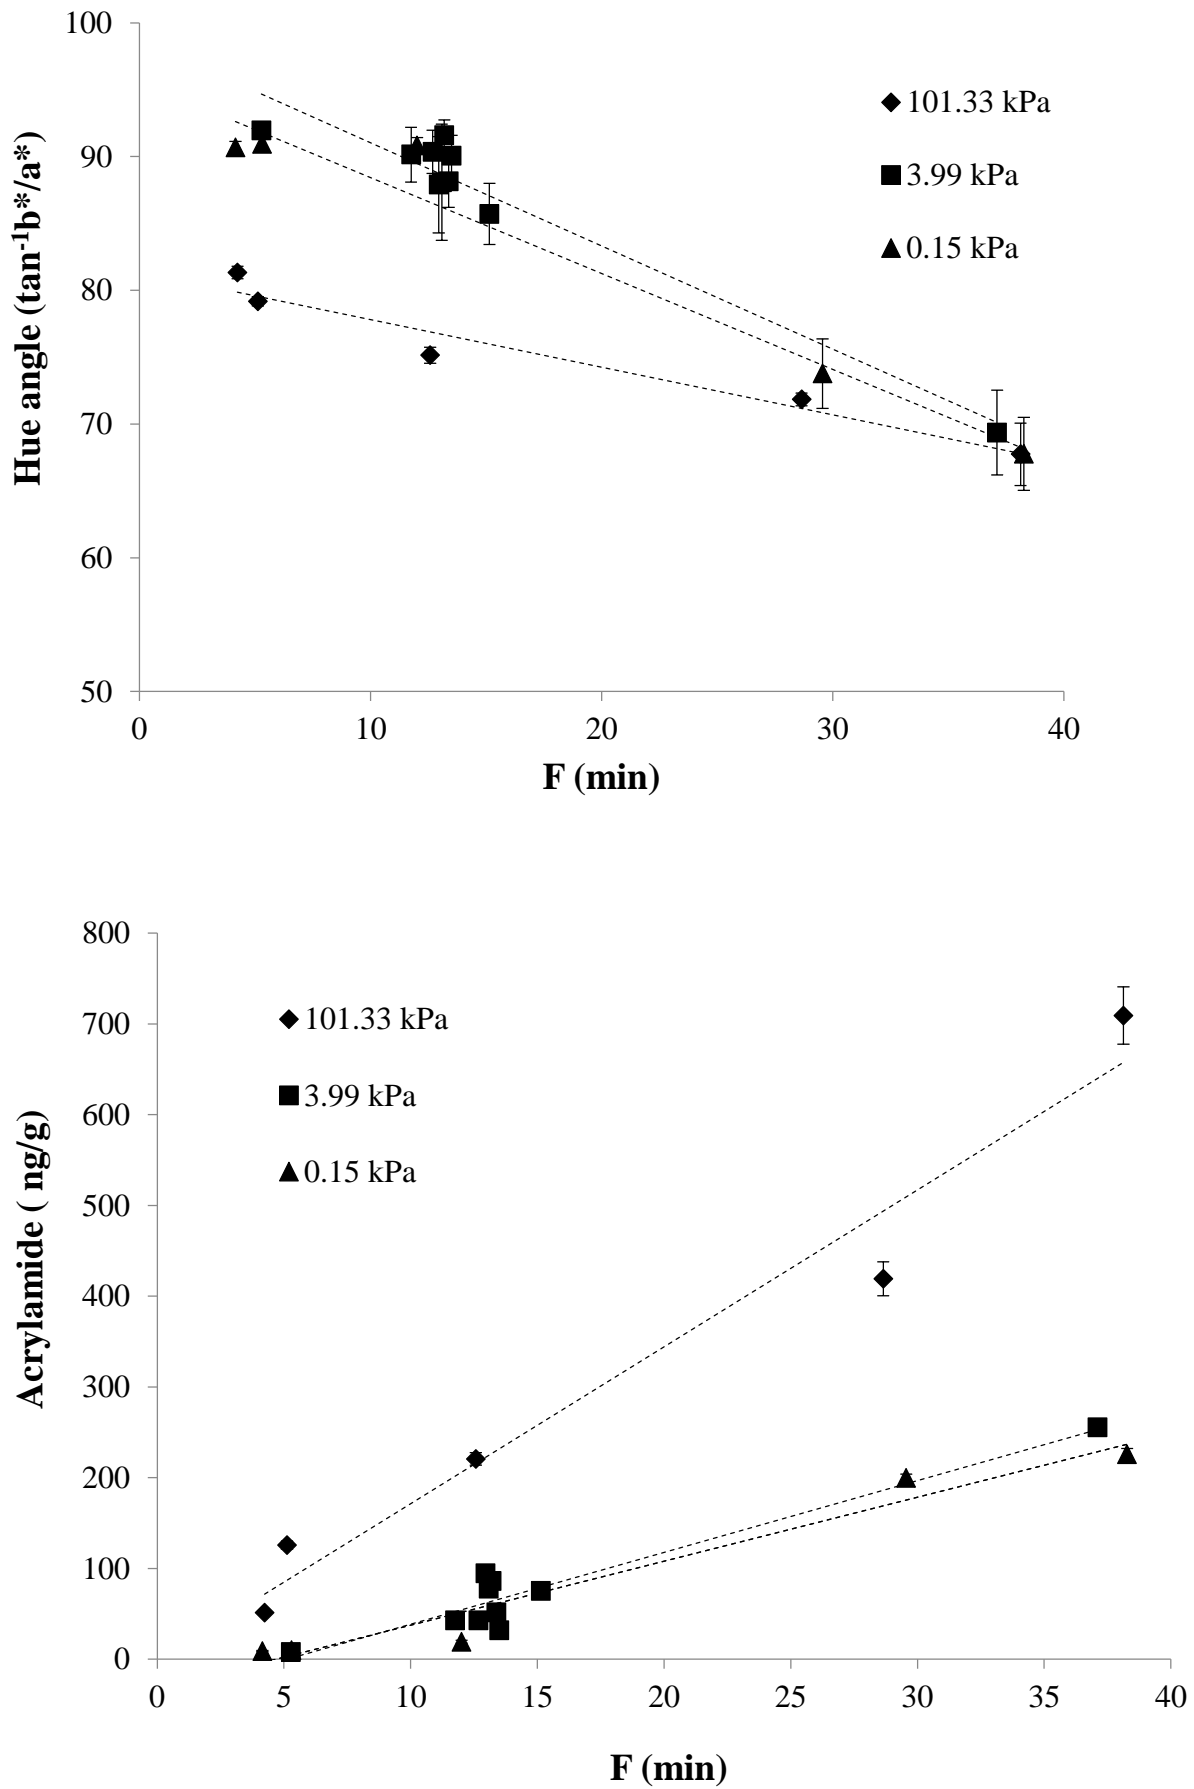 100
90
80
70
60
50
Hue angle (tan⁻¹b*/a*)
101.33 kPa
3.99 kPa
0.15 kPa
0 10 20 30 40
F (min)
800
700
600
500
400
300
200
100
0
Acrylamide ( ng/g)
101.33 kPa
3.99 kPa
0.15 kPa
0 5 10 15 20 25 30 35 40
F (min)